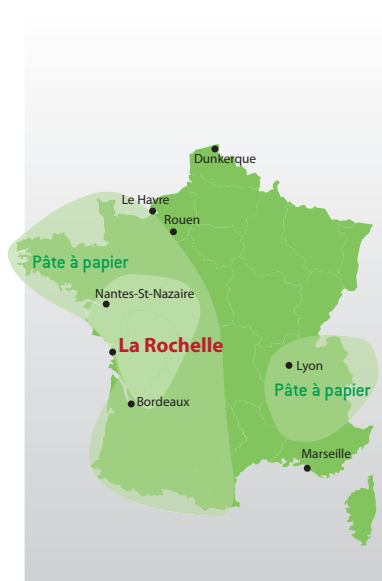 Dunkerque
Le Havre
Rouen
Pâte à papier
Nantes-St-Nazaire
La Rochelle
Lyon
Pâte à papier
Bordeaux
Marseille